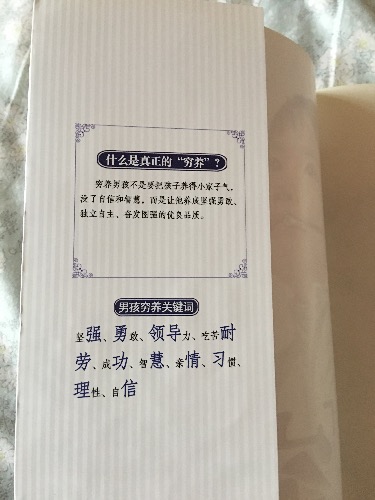 什么是真正的“穷养”？
穷养男孩不是要把孩子养得小家子气，
没了自信和智慧，而是让他养成坚强勇敢、
独立自主、奋发图强的优良品质。
男孩穷养关键词
坚强、勇敢、领导力、吃苦耐
劳、成功、智慧、亲情、习惯、
理性、自信